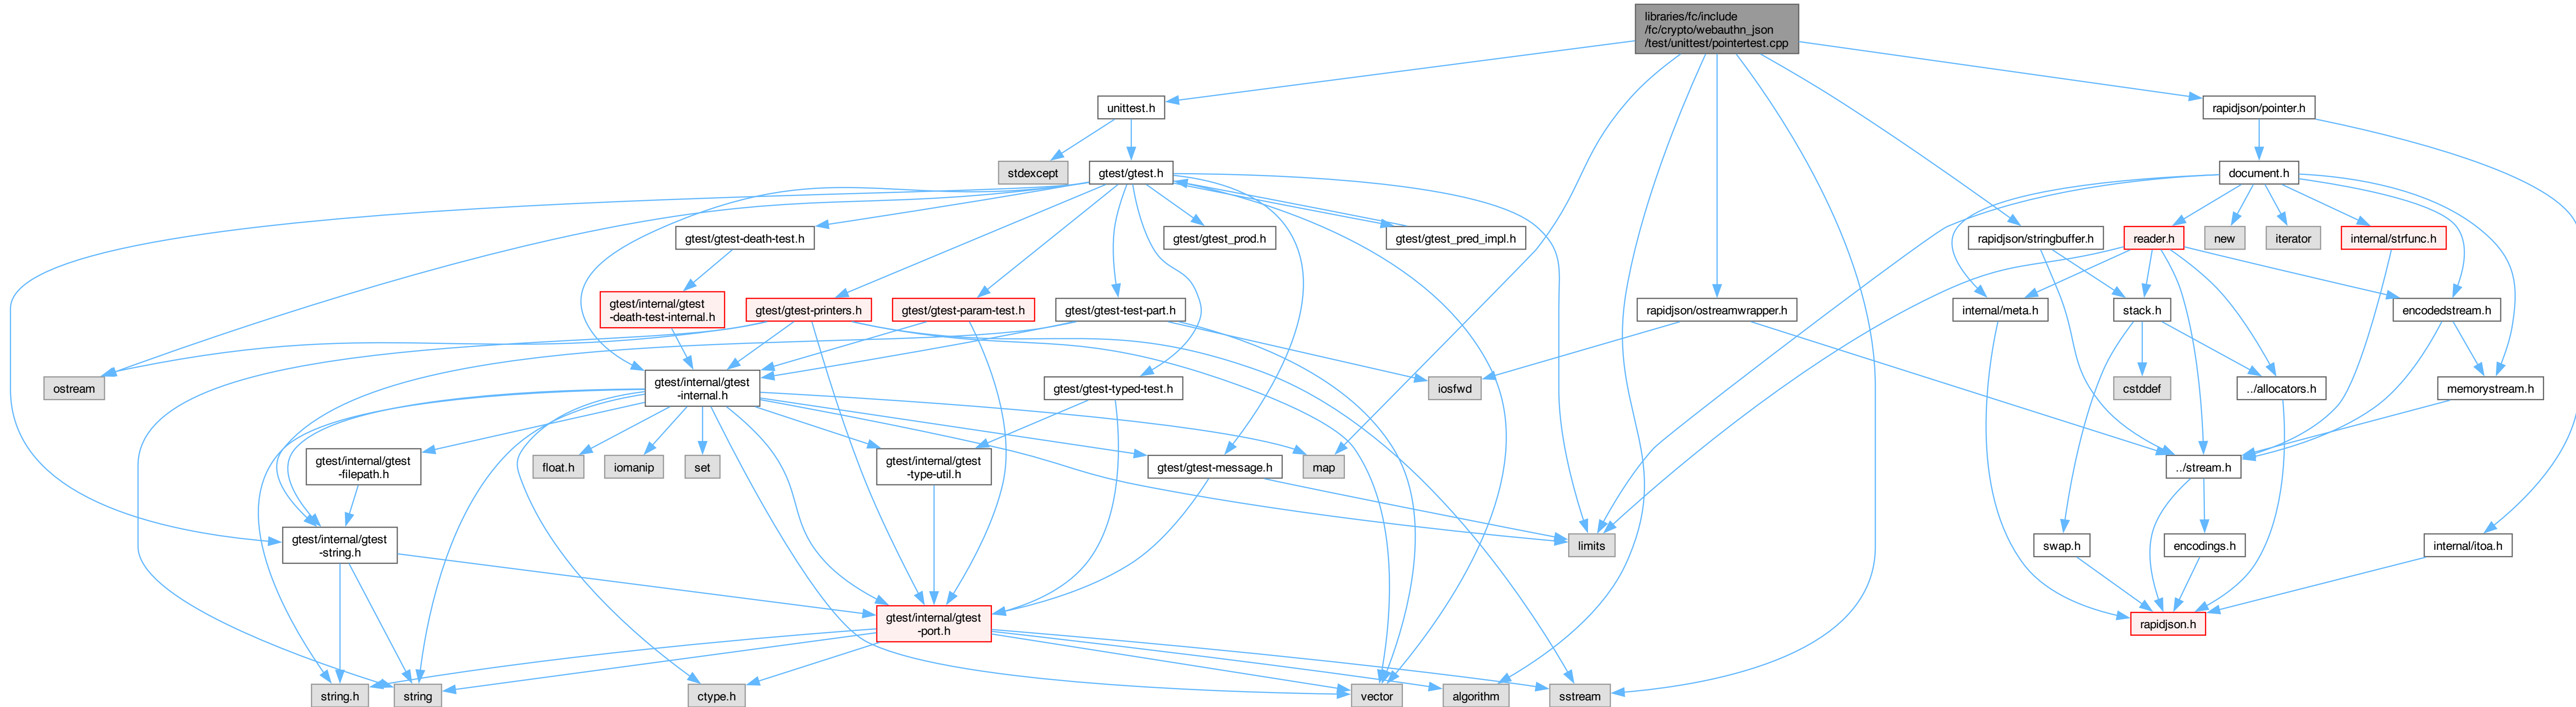 libraries/fc/include
/fc/crypto/webauthn_json
/test/unittest/pointertest.cpp
unittest.h
rapidjson/pointer.h
stdexcept
gtest/gtest.h
document.h
gtest/gtest-death-test.h
gtest/gtest_prod.h
gtest/gtest_pred_impl.h
rapidjson/stringbuffer.h
reader.h
new
iterator
internal/strfunc.h
gtest/internal/gtest
-death-test-internal.h
gtest/gtest-printers.h
gtest/gtest-param-test.h
gtest/gtest-test-part.h
rapidjson/ostreamwrapper.h
internal/meta.h
stack.h
encodedstream.h
ostream
gtest/internal/gtest
-internal.h
gtest/gtest-typed-test.h
iosfwd
cstddef
../allocators.h
memorystream.h
gtest/internal/gtest
-filepath.h
float.h
iomanip
set
gtest/internal/gtest
-type-util.h
gtest/gtest-message.h
map
../stream.h
gtest/internal/gtest
-string.h
limits
swap.h
encodings.h
internal/itoa.h
gtest/internal/gtest
-port.h
rapidjson.h
string.h
string
ctype.h
vector
algorithm
sstream